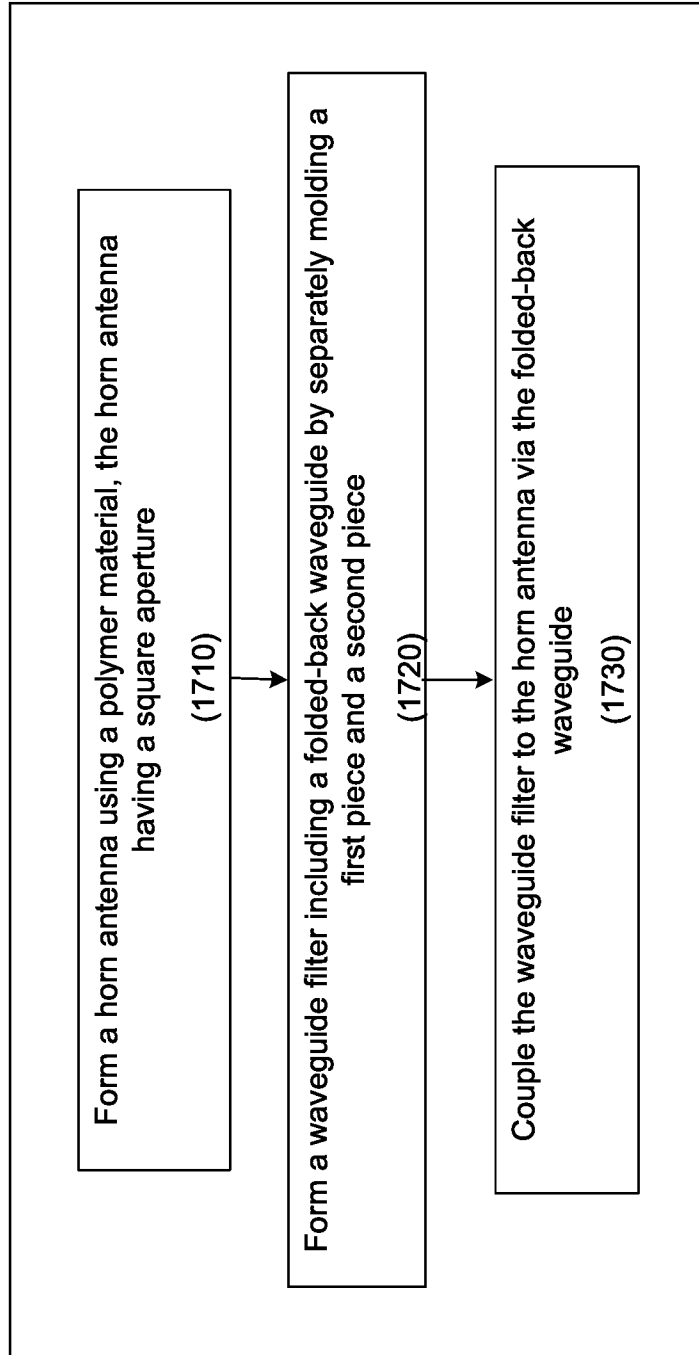 Form a horn antenna using a polymer material, the horn antenna
having a square aperture
(1710)
Form a waveguide filter including a folded-back waveguide by separately molding a
first piece and a second piece
(1720)
Couple the waveguide filter to the horn antenna via the folded-back
waveguide
(1730)